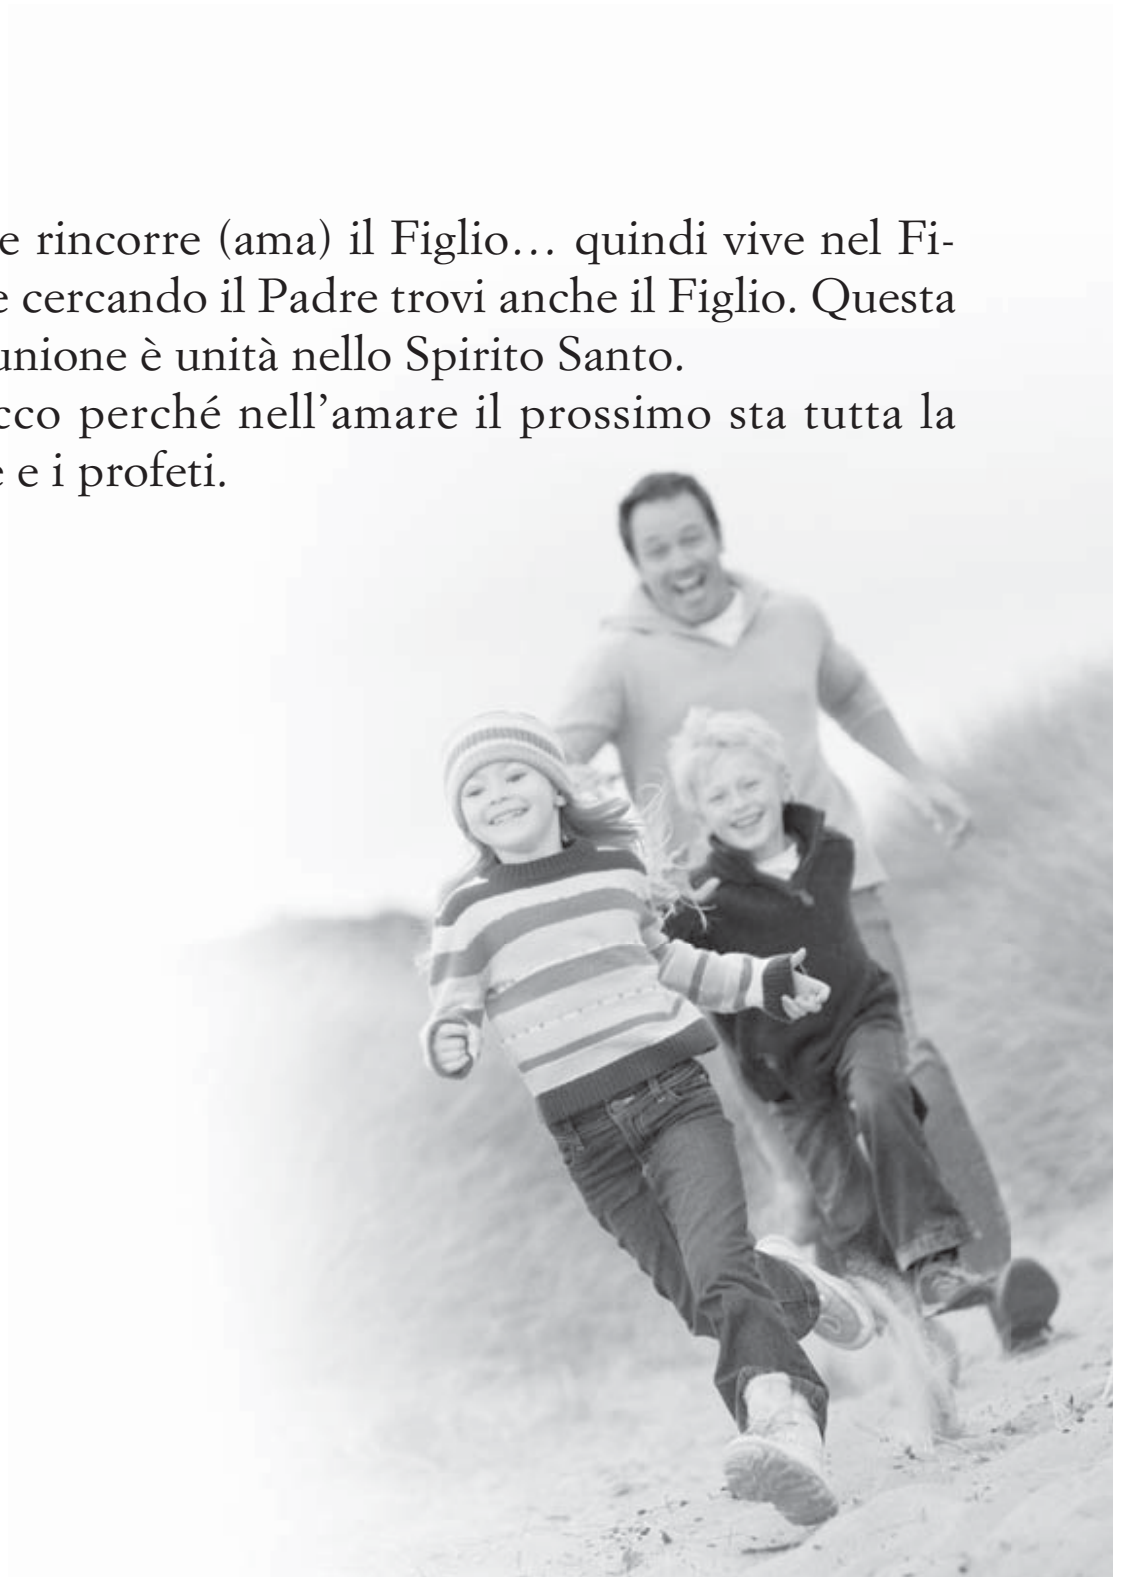 e rincorre (ama) il Figlio… quindi vive nel Fi-
e cercando il Padre trovi anche il Figlio. Questa
unione è unità nello Spirito Santo.
cco perché nell’amare il prossimo sta tutta la
e e i profeti.